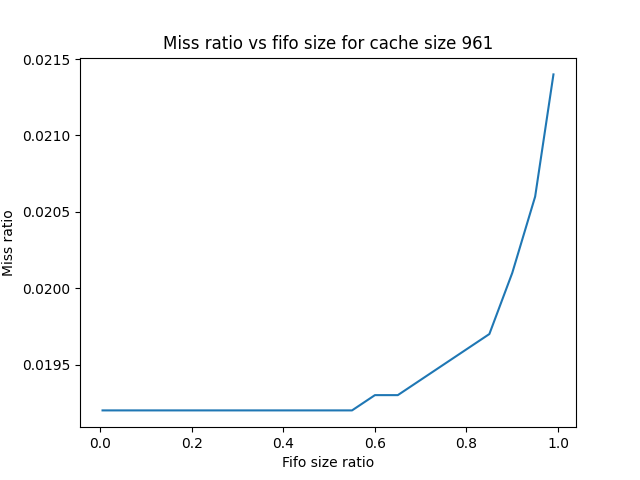 Miss ratio vs fifo size for cache size 961
0.0215
0.0210
0.0205
0.0200
0.0195
Miss ratio
0.0 0.2 0.4 0.6 0.8 1.0
Fifo size ratio